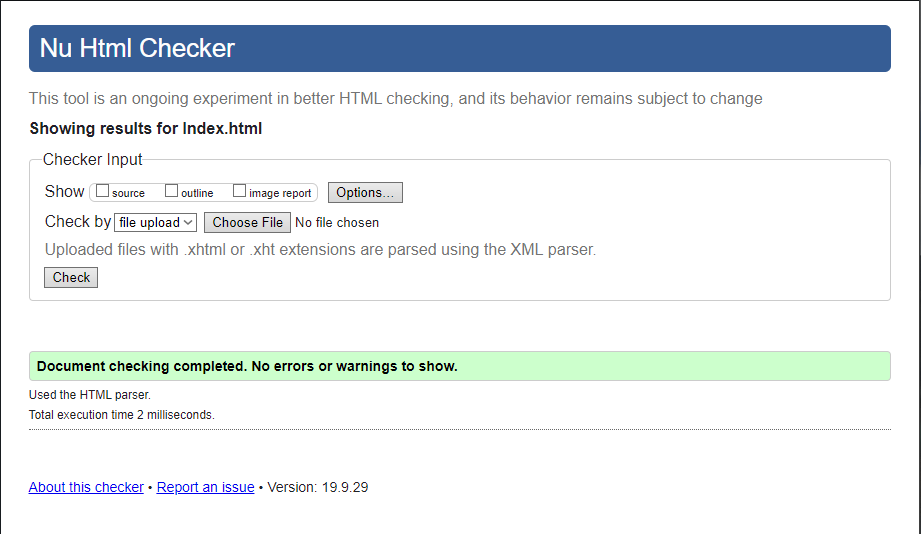 Nu Html Checker
This tool is an ongoing experiment in better HTML checking, and its behavior remains subject to change
Showing results for Index.html
Checker Input
Show source outline image report Options...
Check by file upload Choose File No file chosen
Uploaded files with .xhtml or .xht extensions are parsed using the XML parser.
Check
Document checking completed. No errors or warnings to show.
Used the HTML parser.
Total execution time 2 milliseconds.
About this checker • Report an issue • Version: 19.9.29